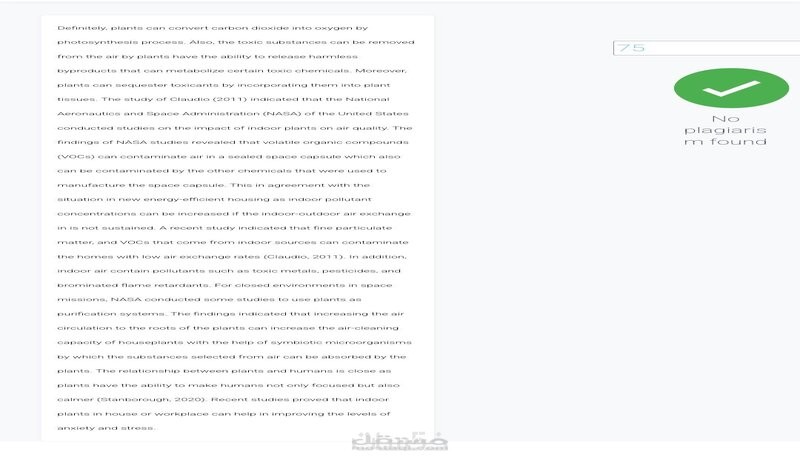 Definitely, plants can convert carbon dioxide into oxygen by
photosynthesis process. Also, the toxic substances can be removed
from the air by plants have the ability to release harmless
byproducts that can metabolize certain toxic chemicals. Moreover,
plants can sequester toxicants by incorporating them into plant
tissues. The study of Claudio (2011) indicated that the National
Aeronautics and Space Administration (NASA) of the United States
conducted studies on the impact of indoor plants on air quality. The
findings of NASA studies revealed that volatile organic compounds
(VOCs) can contaminate air in a sealed space capsule which also
can be contaminated by the other chemicals that were used to
manufacture the space capsule. This in agreement with the
situation in new energy-efficient housing as indoor pollutant
concentrations can be increased if the indoor-outdoor air exchange
in is not sustained. A recent study indicated that fine particulate
matter, and VOCs that come from indoor sources can contaminate
the homes with low air exchange rates (Claudio, 2011). In addition,
indoor air contain pollutants such as toxic metals, pesticides, and
brominated flame retardants. For closed environments in space
missions, NASA conducted some studies to use plants as
purification systems. The findings indicated that increasing the air
circulation to the roots of the plants can increase the air-cleaning
capacity of houseplants with the help of symbiotic microorganisms
by which the substances selected from air can be absorbed by the
plants. The relationship between plants and humans is close as
plants have the ability to make humans not only focused but also
calmer (Stanborough, 2020). Recent studies proved that indoor
plants in house or workplace can help in improving the levels of
anxiety and stress.
75
No
plagiaris
m found